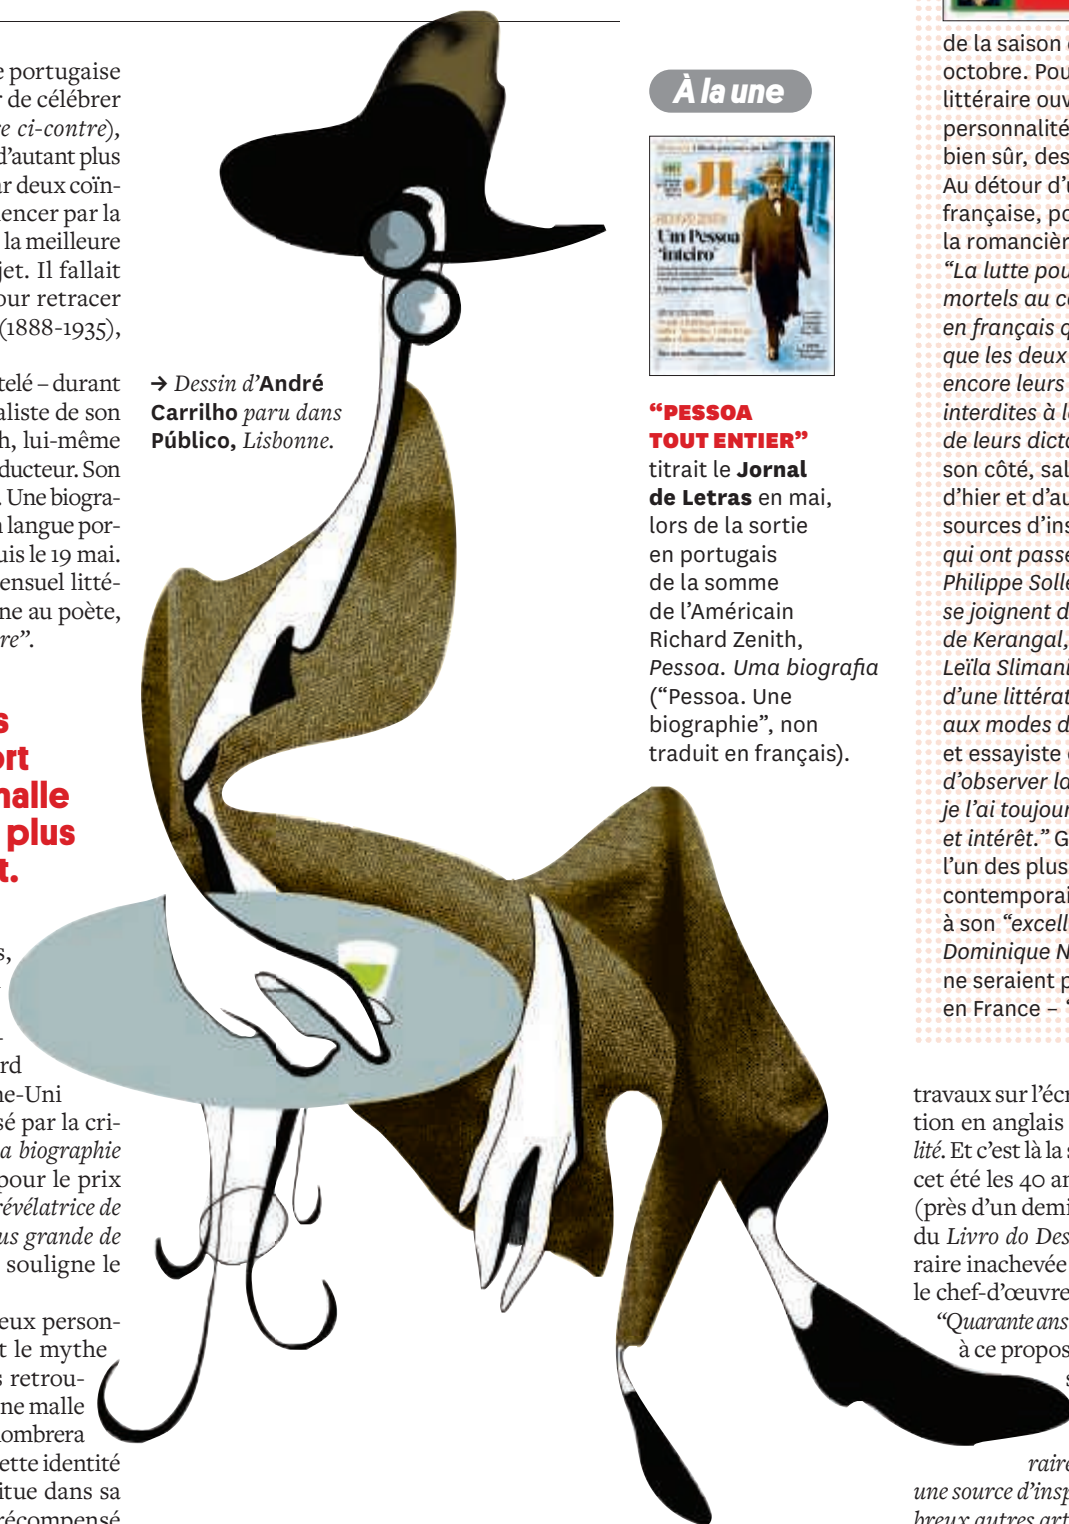 e portugaise
r de célébrer
e ci-contre),
d’autant plus
ar deux coïn-
encer par la
la meilleure
jet. Il fallait
our retracer
(1888-1935),
telé – durant
aliste de son
h, lui-même
ducteur. Son
. Une biogra-
n langue por-
uis le 19 mai.
ensuel litté-
ne au poète,
re”.
s
ort
nalle
plus
t.
s,
-
rd
ne-Uni
sé par la cri-
a biographie
pour le prix
révélatrice de
us grande de
souligne le
eux person-
t le mythe
s retrou-
ne malle
ombrera
ette identité
itue dans sa
récompensé
→ Dessin d’André
Carrilho paru dans
Público, Lisbonne.
À la une
JL
Um Pessoa
‘inteiro’
“PESSOA
TOUT ENTIER”
titrait le Jornal
de Letras en mai,
lors de la sortie
en portugais
de la somme
de l’Américain
Richard Zenith,
Pessoa. Uma biografia
(“Pessoa. Une
biographie”, non
traduit en français).
de la saison
octobre. Pou
littéraire ouv
personnalité
bien sûr, des
Au détour d’u
française, po
la romancièr
“La lutte pou
mortels au c
en français q
que les deux
encore leurs
interdites à l
de leurs dicta
son côté, sal
d’hier et d’au
sources d’ins
qui ont passé
Philippe Solle
se joignent d
de Kerangal,
Leïla Slimani
d’une littérat
aux modes d
et essayiste
d’observer la
je l’ai toujour
et intérêt.” G
l’un des plus
contemporai
à son “excell
Dominique N
ne seraient p
en France – “
travaux sur l’écr
tion en anglais
lité. Et c’est là la s
cet été les 40 an
(près d’un demi
du Livro do Des
raire inachevée
le chef-d’œuvre
“Quarante ans
à ce propos
s
raire
une source d’insp
breux autres art